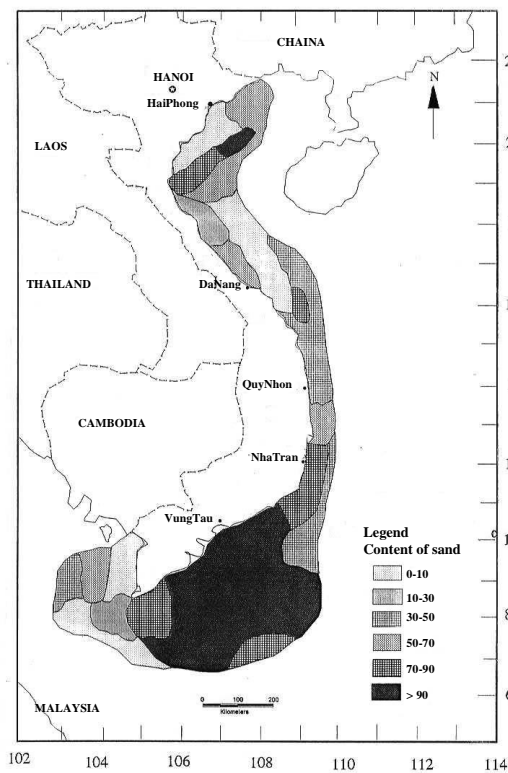 CHAINA
HANOI
HaiPhong
N
LAOS
THAILAND
DaNang
QuyNhon
CAMBODIA
NhaTran
VungTau
Legend
Content of sand
0-10
10-30
30-50
50-70
70-90
> 90
0 100 200
Kilometers
MALAYSIA
8
102 104 106 108 110 112 114